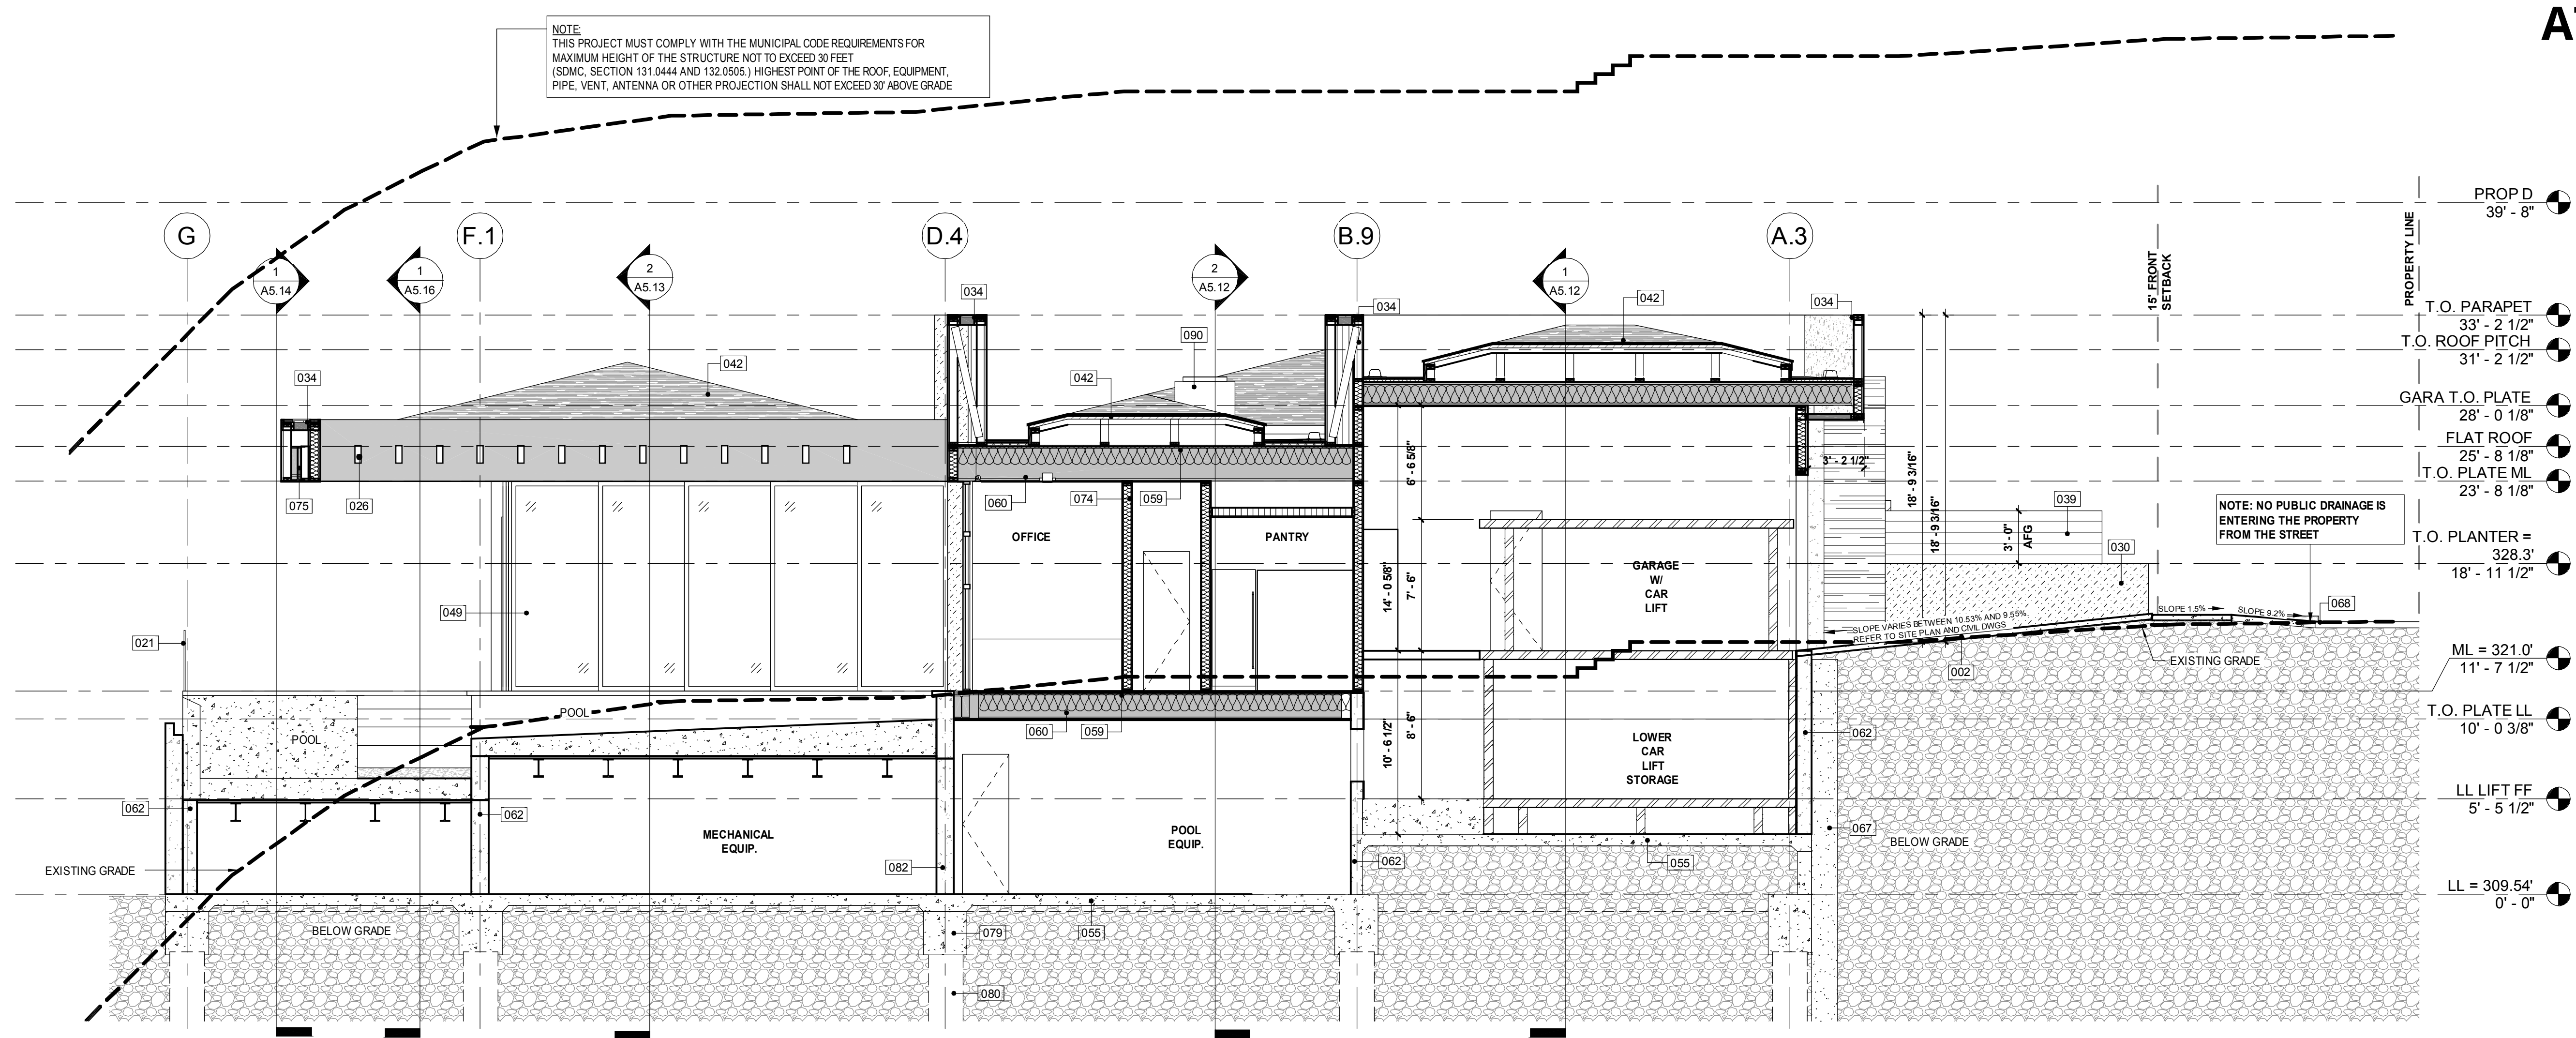 NOTE:
THIS PROJECT MUST COMPLY WITH THE MUNICIPAL CODE REQUIREMENTS FOR
MAXIMUM HEIGHT OF THE STRUCTURE NOT TO EXCEED 30 FEET
(SDMC, SECTION 131.0444 AND 132.0505.) HIGHEST POINT OF THE ROOF, EQUIPMENT,
PIPE, VENT, ANTENNA OR OTHER PROJECTION SHALL NOT EXCEED 30' ABOVE GRADE
G
F.1
D.4
B.9
A.3
1
A5.14
1
A5.16
2
A5.13
2
A5.12
1
A5.12
15' FRONT
SETBACK
PROPERTY LINE
PROP D
39' - 8"
T.O. PARAPET
33' - 2 1/2"
T.O. ROOF PITCH
31' - 2 1/2"
GARA T.O. PLATE
28' - 0 1/8"
FLAT ROOF
25' - 8 1/8"
T.O. PLATE ML
23' - 8 1/8"
T.O. PLANTER =
328.3'
18' - 11 1/2"
ML = 321.0'
11' - 7 1/2"
T.O. PLATE LL
10' - 0 3/8"
LL LIFT FF
5' - 5 1/2"
LL = 309.54'
0' - 0"
034
042
034
090
042
034
042
034
075
026
060
074
059
OFFICE
PANTRY
6' - 6 5/8"
14' - 0 5/8"
7' - 6"
GARAGE
W/
CAR
LIFT
3' - 2 1/2"
18' - 9 3/16"
18' - 9 3/16"
3' - 0"
AFG
039
030
NOTE: NO PUBLIC DRAINAGE IS
ENTERING THE PROPERTY
FROM THE STREET
068
SLOPE 1.5%
SLOPE 9.2%
SLOPE VARIES BETWEEN 10.53% AND 9.55%.
REFER TO SITE PLAN AND CIVIL DWGS
002
EXISTING GRADE
049
021
POOL
POOL
060
059
10' - 6 1/2"
8' - 6"
LOWER
CAR
LIFT
STORAGE
062
062
062
MECHANICAL
EQUIP.
POOL
EQUIP.
082
062
055
067
BELOW GRADE
EXISTING GRADE
BELOW GRADE
079
055
080